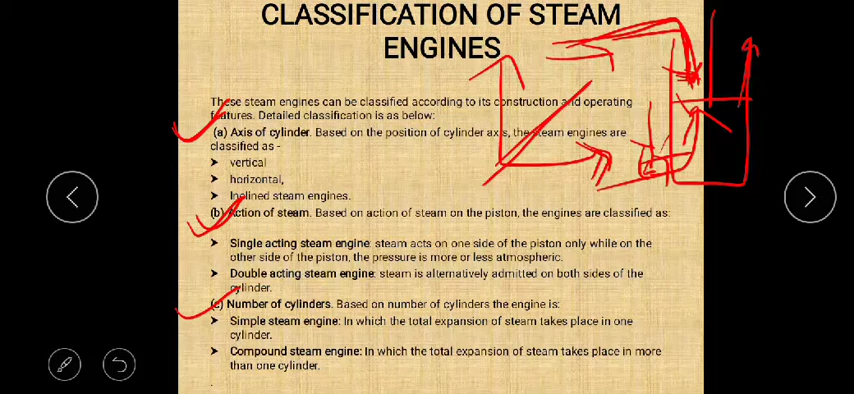 CLASSIFICATION OF STEAM
ENGINES
These steam engines can be classified according to its construction and operating
features. Detailed classification is as below:
(a) Axis of cylinder. Based on the position of cylinder axis, the steam engines are
classified as -
➤ vertical
➤ horizontal,
➤ Inclined steam engines.
(b) Action of steam. Based on action of steam on the piston, the engines are classified as:
➤ Single acting steam engine: steam acts on one side of the piston only while on the
other side of the piston, the pressure is more or less atmospheric.
➤ Double acting steam engine: steam is alternatively admitted on both sides of the
cylinder.
(c) Number of cylinders. Based on number of cylinders the engine is:
➤ Simple steam engine: In which the total expansion of steam takes place in one
cylinder.
➤ Compound steam engine: In which the total expansion of steam takes place in more
than one cylinder.
.